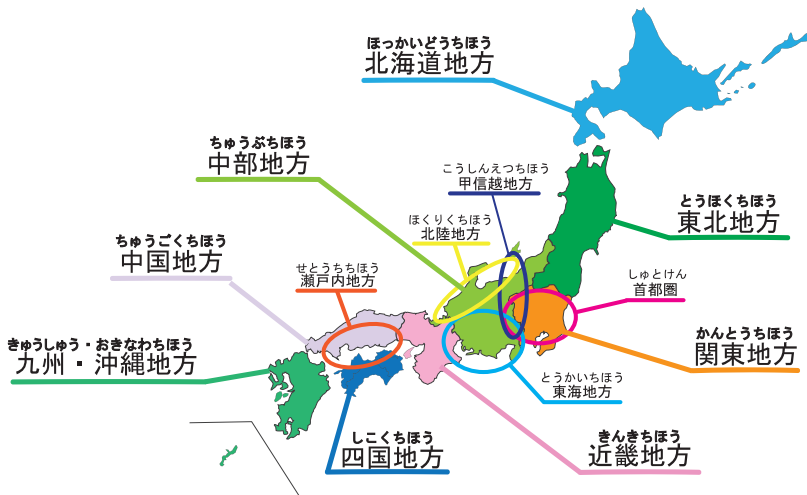 ほっかいどうちほう
北海道地方
ちゅうぶちほう
中部地方
こうしんえつちほう
甲信越地方
とうほくちほう
東北地方
ほくりくちほう
北陸地方
ちゅうごくちほう
中国地方
せとうちちほう
瀬戸内地方
しゅとけん
首都圏
きゅうしゅう・おきなわちほう
九州・沖縄地方
かんとうちほう
関東地方
とうかいちほう
東海地方
しこくちほう
四国地方
きんきちほう
近畿地方